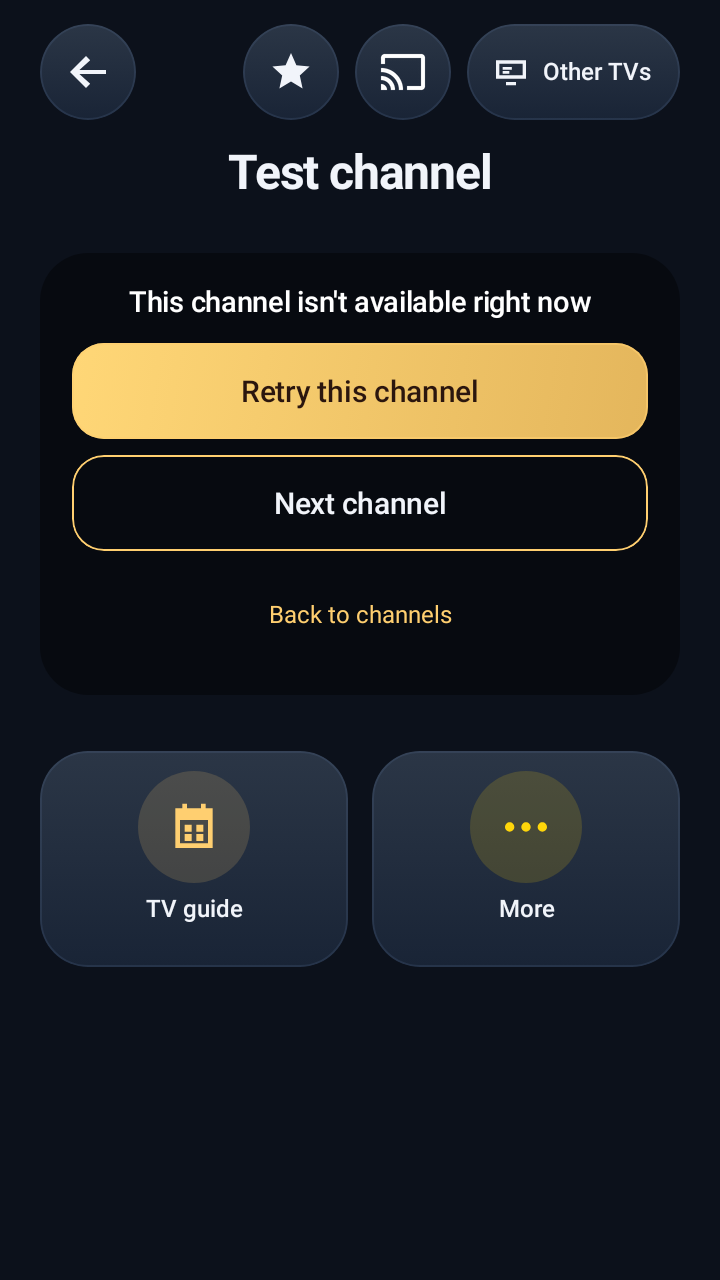 Other TVs
Test channel
This channel isn't available right now
Retry this channel
Next channel
Back to channels
TV guide
More